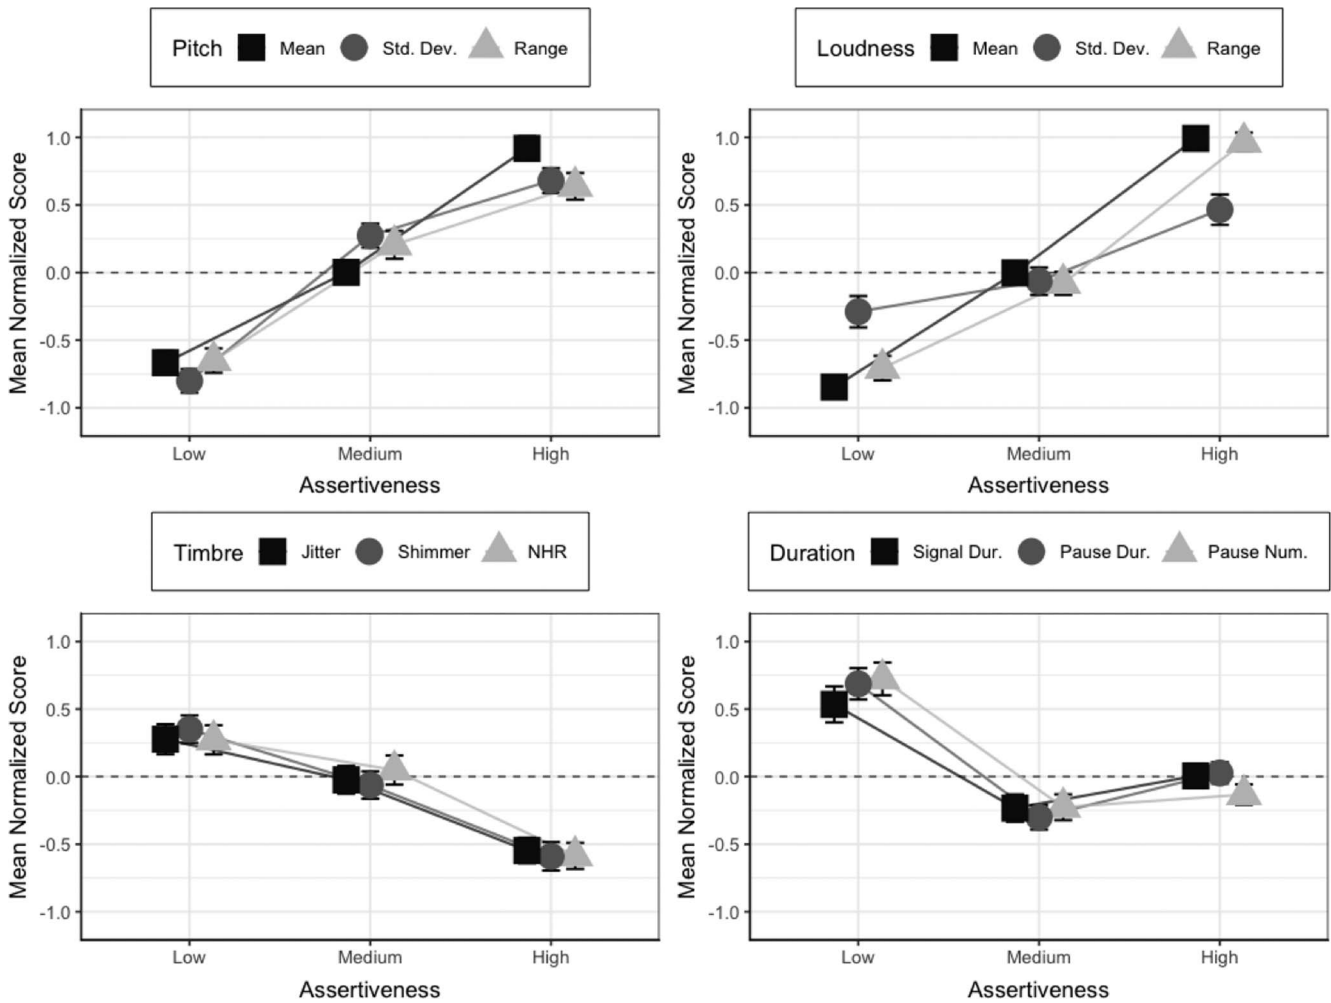 Pitch Mean Std. Dev. Range
Mean Normalized Score
1.0
0.5
0.0
-0.5
-1.0
Low Medium High
Assertiveness
Loudness Mean Std. Dev. Range
Mean Normalized Score
1.0
0.5
0.0
-0.5
-1.0
Low Medium High
Assertiveness
Timbre Jitter Shimmer NHR
Mean Normalized Score
1.0
0.5
0.0
-0.5
-1.0
Low Medium High
Assertiveness
Duration Signal Dur. Pause Dur. Pause Num.
Mean Normalized Score
1.0
0.5
0.0
-0.5
-1.0
Low Medium High
Assertiveness